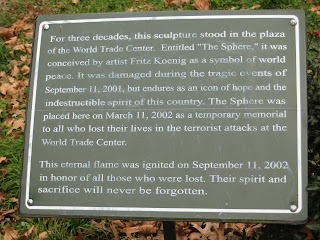 For three decades, this sculpture stood in the plaza
of the World Trade Center. Entitled "The Sphere," it was
conceived by artist Fritz Koenig as a symbol of world
peace. It was damaged during the tragic events of
September 11, 2001, but endures as an icon of hope and the
indestructible spirit of this country. The Sphere was
placed here on March 11, 2002 as a temporary memorial
to all who lost their lives in the terrorist attacks at the
World Trade Center.
This eternal flame was ignited on September 11, 2002
in honor of all those who were lost. Their spirit and
sacrifice will never be forgotten.